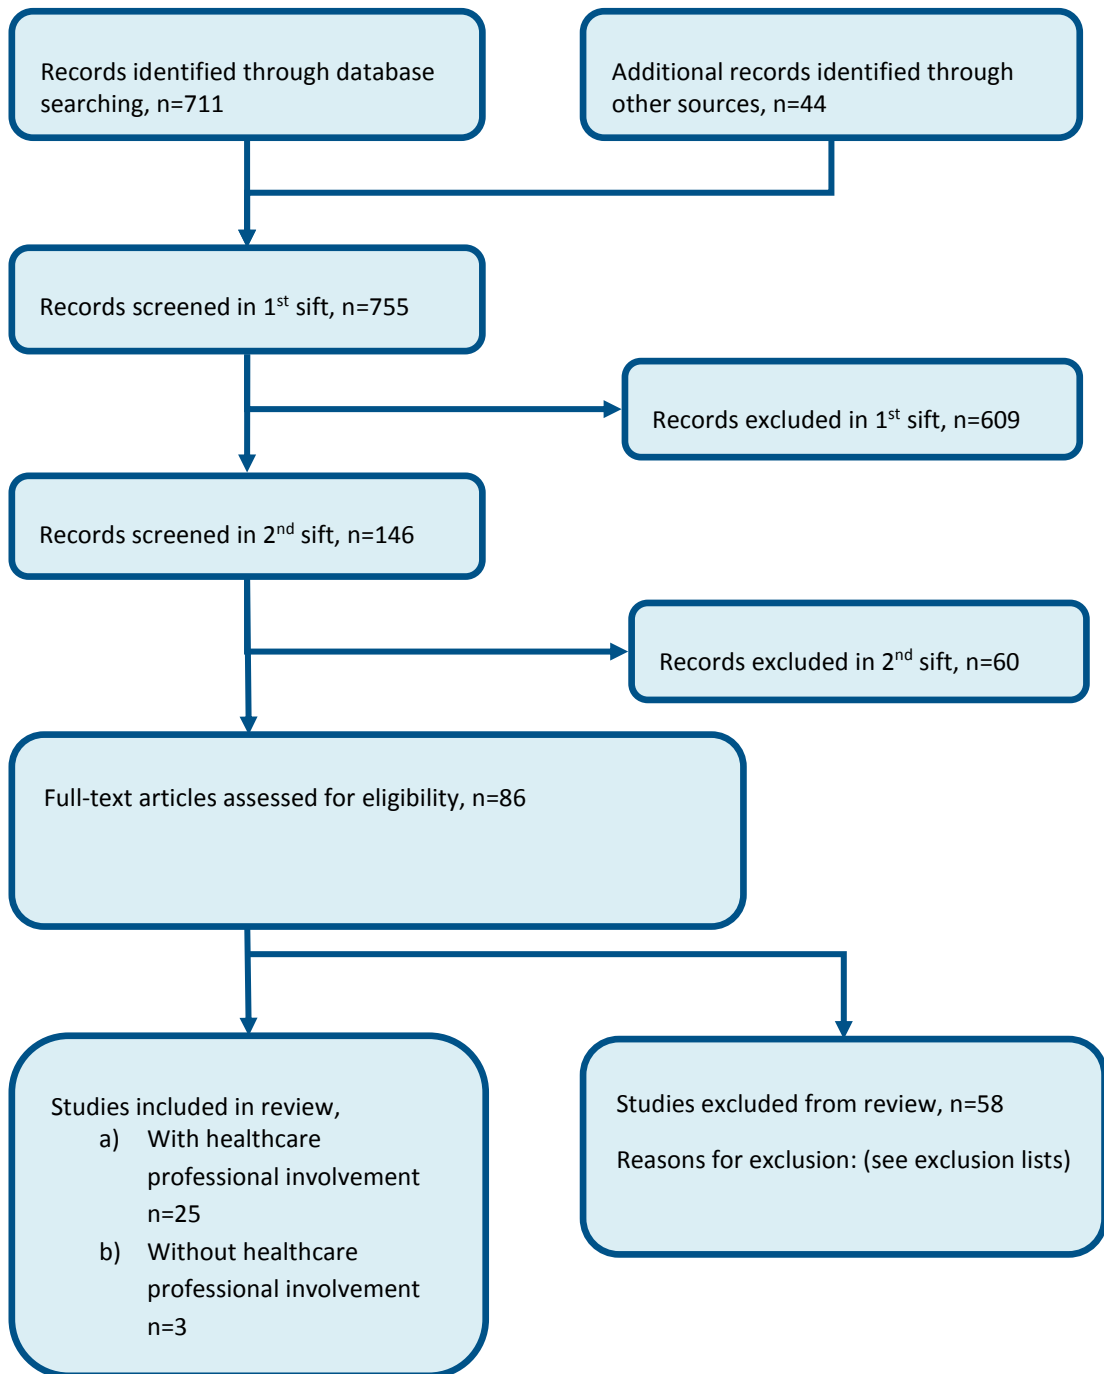 Records identified through database
searching, n=711
Additional records identified through
other sources, n=44
Records screened in 1st sift, n=755
Records excluded in 1st sift, n=609
Records screened in 2nd sift, n=146
Records excluded in 2nd sift, n=60
Full-text articles assessed for eligibility, n=86
Studies included in review,
a) With healthcare
professional involvement
n=25
b) Without healthcare
professional involvement
n=3
Studies excluded from review, n=58
Reasons for exclusion: (see exclusion lists)